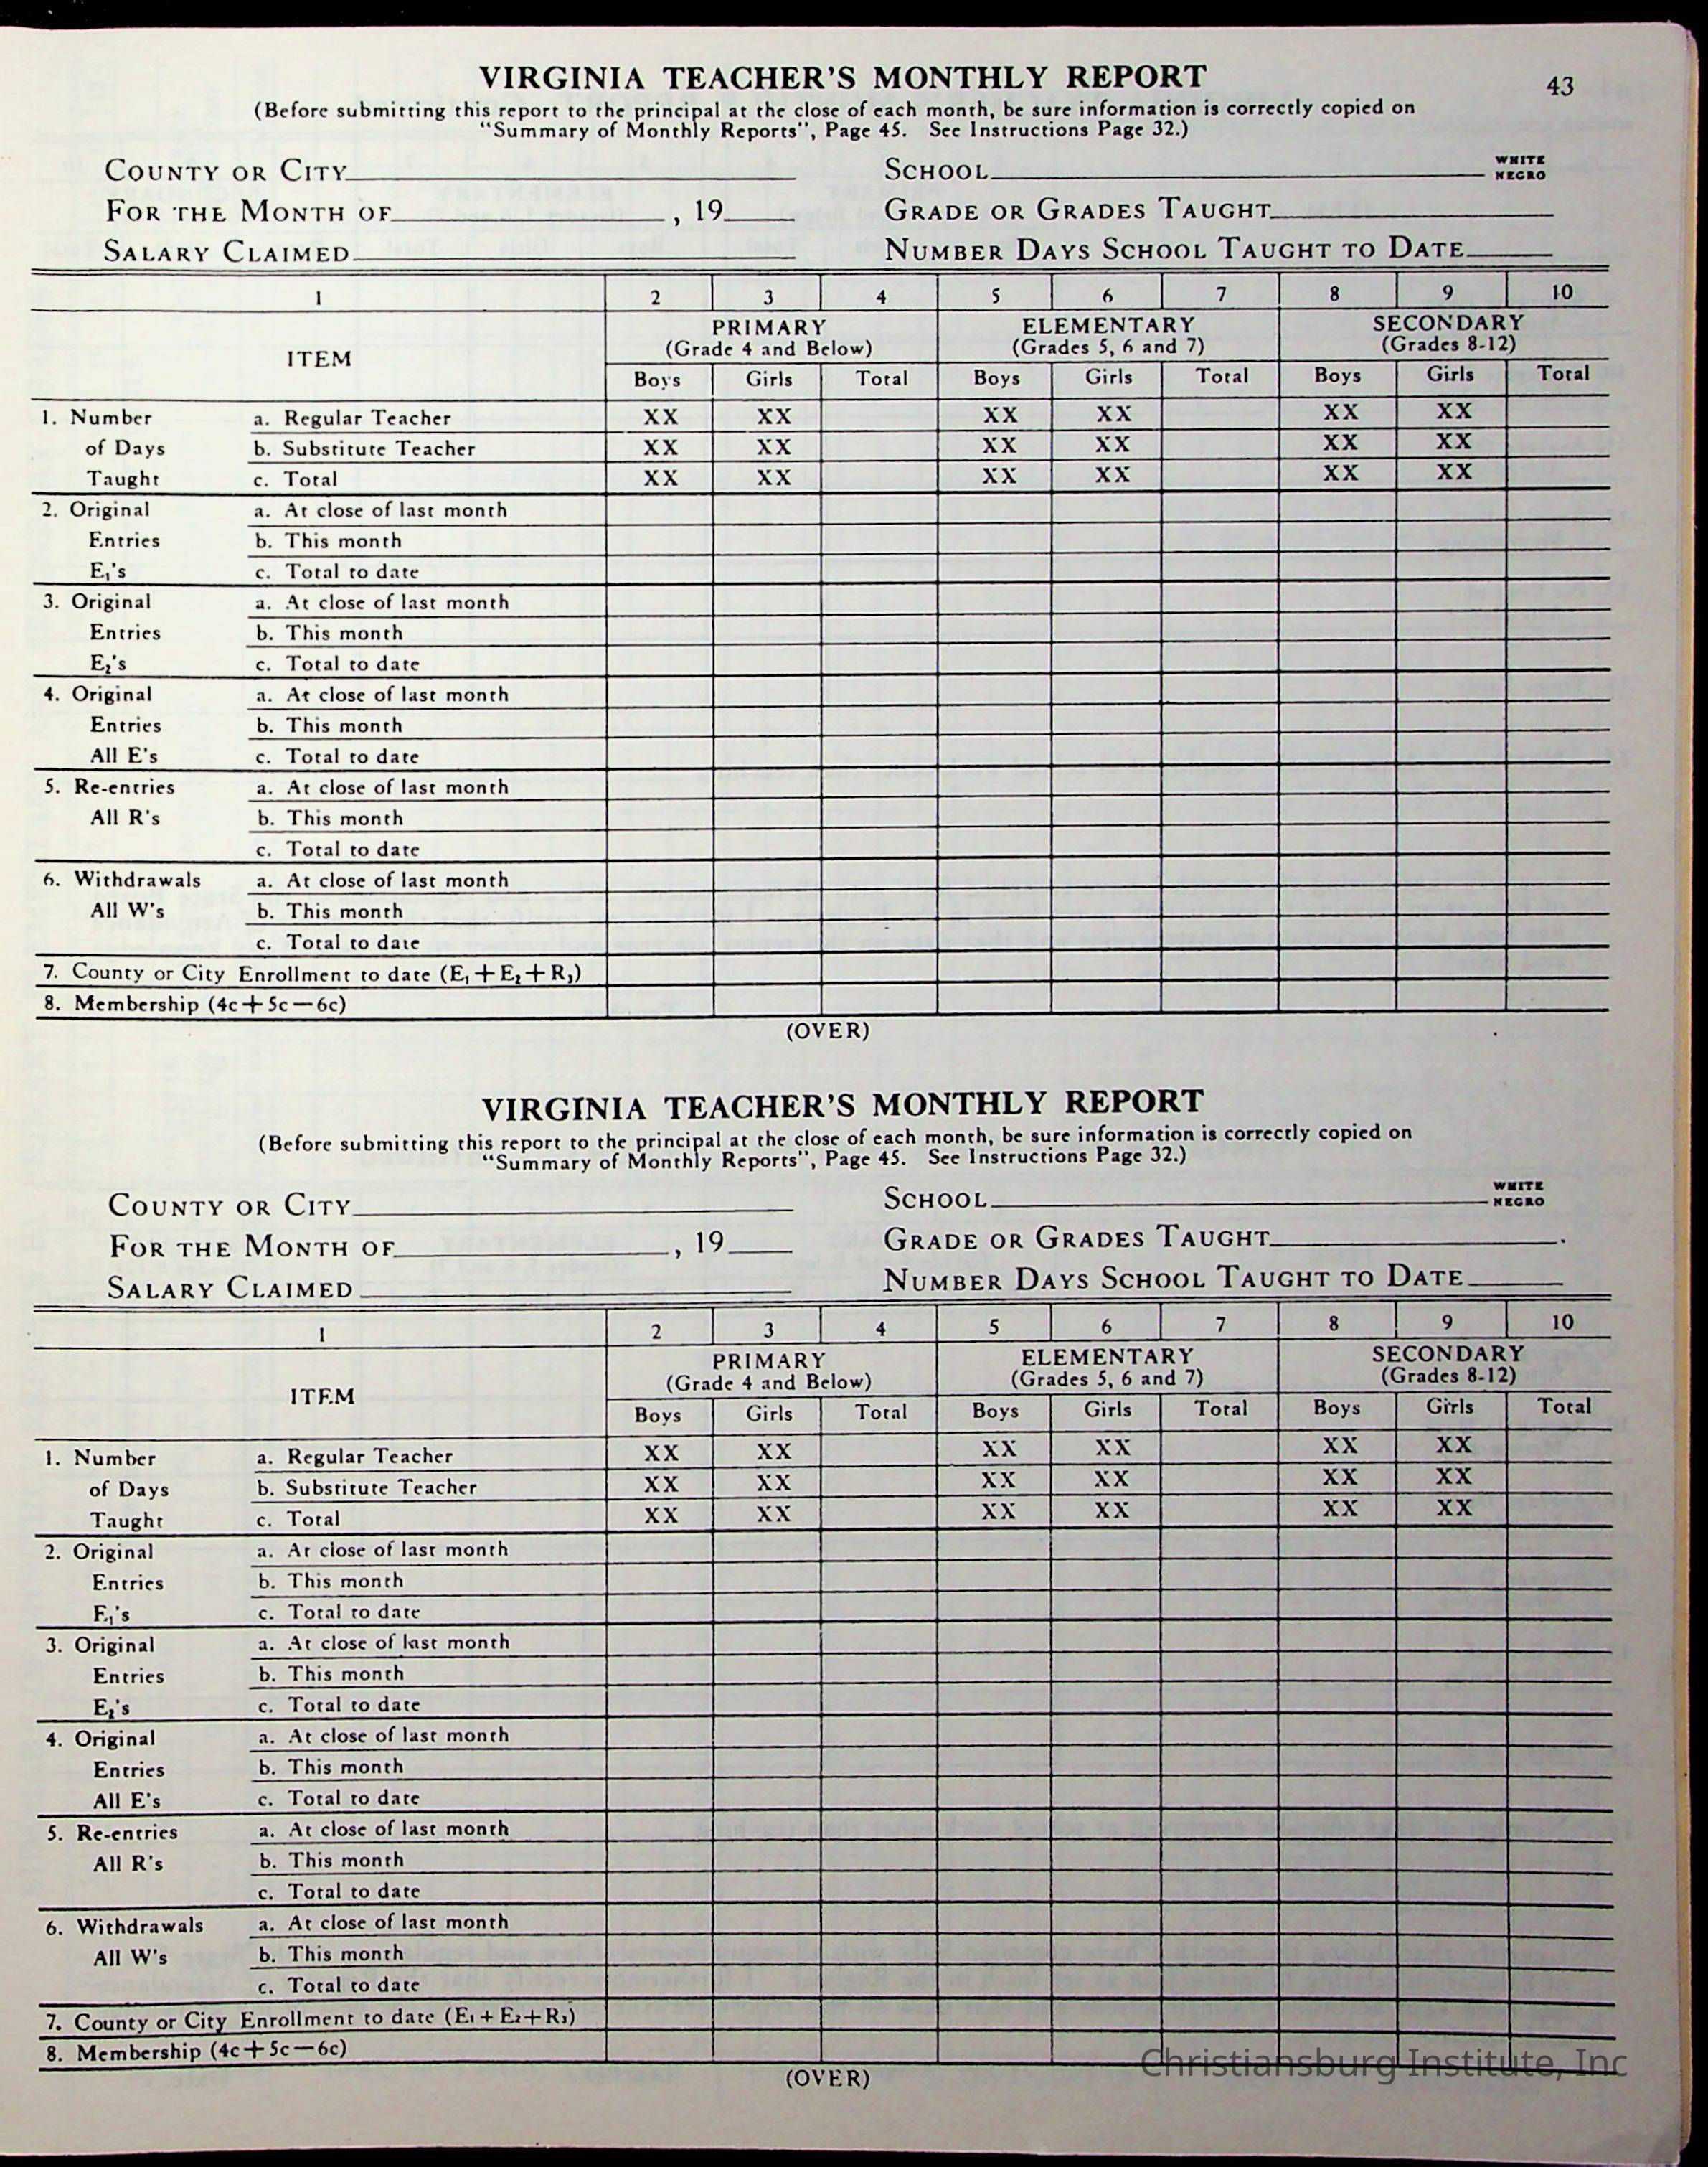 VIRGINIA TEACHER'S MONTHLY REPORT 43
(Before submitting this report to the principal at the close of each month, be sure information is correctly copied on
"Summary of Monthly Reports", Page 45. See Instructions Page 32.)
COUNTY OR CITY SCHOOL WHITE NEGRO
FOR THE MONTH OF , 19 GRADE OR GRADES TAUGHT
SALARY CLAIMED NUMBER DAYS SCHOOL TAUGHT TO DATE
1 2 3 4 5 6 7 8 9 10
ITEM PRIMARY ELEMENTARY SECONDARY
(Grade 4 and Below) (Grades 5, 6 and 7) (Grades 8-12)
Boys Girls Total Boys Girls Total Boys Girls Total
1. Number a. Regular Teacher XX XX XX XX XX XX
of Days b. Substitute Teacher XX XX XX XX XX XX
Taught c. Total XX XX XX XX XX XX
2. Original a. At close of last month
Entries b. This month
E₁'s c. Total to date
3. Original a. At close of last month
Entries b. This month
E₂'s c. Total to date
4. Original a. At close of last month
Entries b. This month
All E's c. Total to date
5. Re-entries a. At close of last month
All R's b. This month
c. Total to date
6. Withdrawals a. At close of last month
All W's b. This month
c. Total to date
7. County or City Enrollment to date (E₁+E₂+R₃)
8. Membership (4c+5c—6c)
(OVER)
VIRGINIA TEACHER'S MONTHLY REPORT
(Before submitting this report to the principal at the close of each month, be sure information is correctly copied on
"Summary of Monthly Reports", Page 45. See Instructions Page 32.)
COUNTY OR CITY SCHOOL WHITE NEGRO
FOR THE MONTH OF , 19 GRADE OR GRADES TAUGHT .
SALARY CLAIMED NUMBER DAYS SCHOOL TAUGHT TO DATE
1 2 3 4 5 6 7 8 9 10
ITEM PRIMARY ELEMENTARY SECONDARY
(Grade 4 and Below) (Grades 5, 6 and 7) (Grades 8-12)
Boys Girls Total Boys Girls Total Boys Girls Total
1. Number a. Regular Teacher XX XX XX XX XX XX
of Days b. Substitute Teacher XX XX XX XX XX XX
Taught c. Total XX XX XX XX XX XX
2. Original a. At close of last month
Entries b. This month
E₁'s c. Total to date
3. Original a. At close of last month
Entries b. This month
E₂'s c. Total to date
4. Original a. At close of last month
Entries b. This month
All E's c. Total to date
5. Re-entries a. At close of last month
All R's b. This month
c. Total to date
6. Withdrawals a. At close of last month
All W's b. This month
c. Total to date
7. County or City Enrollment to date (E₁+E₂+R₃)
8. Membership (4c+5c—6c)
(OVER)
Christiansburg Institute, Inc